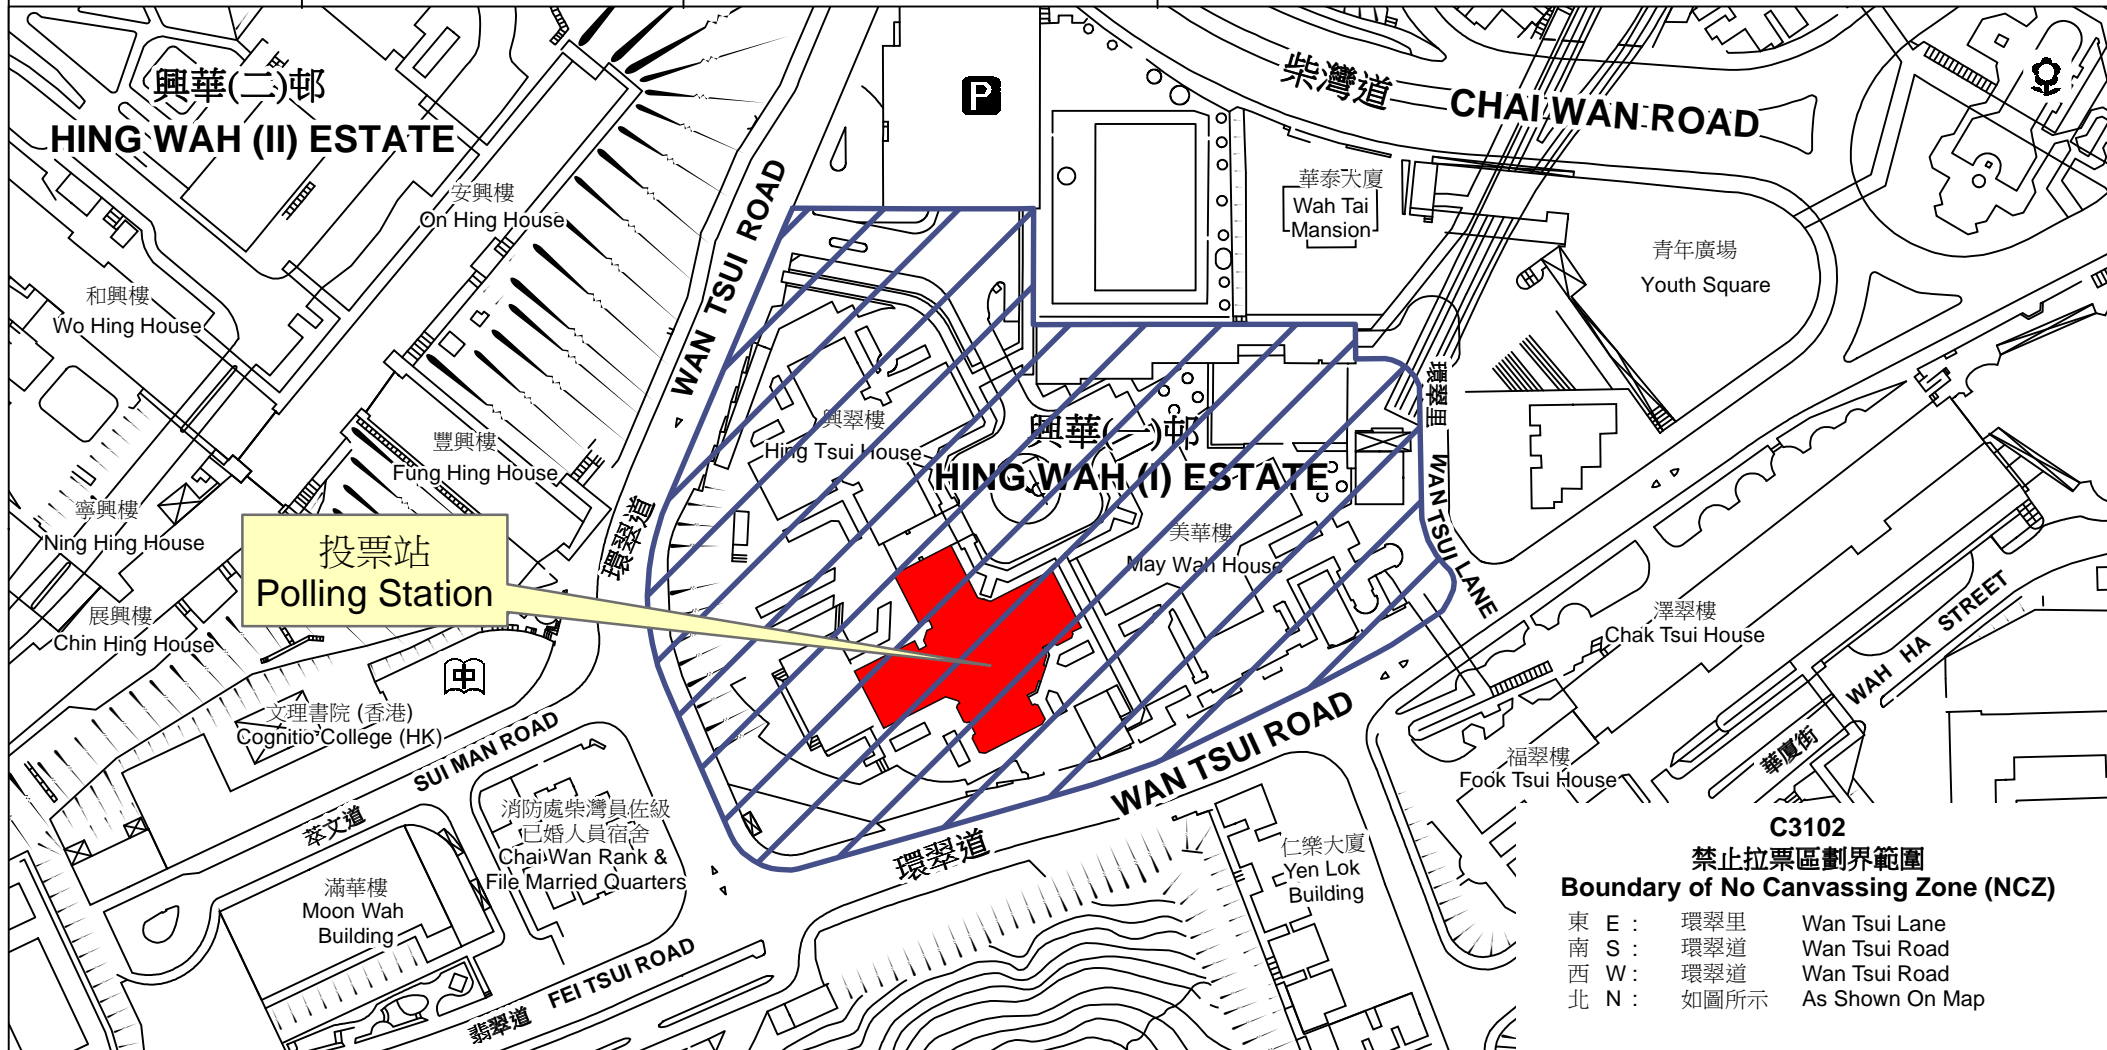 興華(二)邨
HING WAH (II) ESTATE
P
柴灣道
CHAI WAN ROAD
安興樓
On Hing House
華泰大廈
Wah Tai
Mansion
青年廣場
Youth Square
和興樓
Wo Hing House
WAN TSUI ROAD
環翠道
豐興樓
Fung Hing House
興翠樓
Hing Tsui House
興華(一)邨
HING WAH (I) ESTATE
環翠里
WAN TSUI LANE
寧興樓
Ning Hing House
美華樓
May Wah House
投票站
Polling Station
展興樓
Chin Hing House
澤翠樓
Chak Tsui House
WAH HA STREET
華廈街
中
文理書院 (香港)
Cognitio College (HK)
SUI MAN ROAD
萃文道
福翠樓
Fook Tsui House
WAN TSUI ROAD
環翠道
消防處柴灣員佐級
已婚人員宿舍
Chai Wan Rank &
File Married Quarters
仁樂大廈
Yen Lok
Building
滿華樓
Moon Wah
Building
FEI TSUI ROAD
翡翠道
C3102
禁止拉票區劃界範圍
Boundary of No Canvassing Zone (NCZ)
東 E : 環翠里 Wan Tsui Lane
南 S : 環翠道 Wan Tsui Road
西 W : 環翠道 Wan Tsui Road
北 N : 如圖所示 As Shown On Map